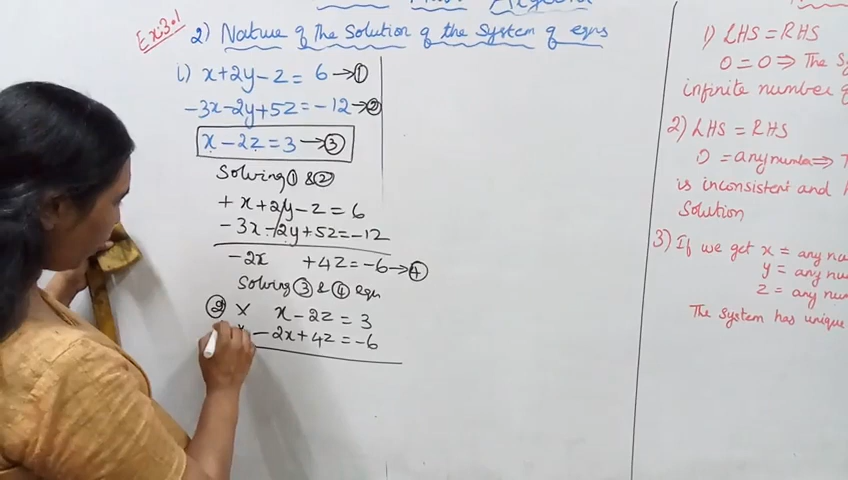 Algebra
Ex:3.1
2) Nature of the Solution of the System of eqns
i) x+2y-z = 6 → ①
-3x-2y+5z = -12 → ②
x - 2z = 3 → ③
Solving ① & ②
+ x + 2y - z = 6
- 3x - 2y + 5z = -12
-2x + 4z = -6 → ④
Solving ③ & ④ eqn
② × x - 2z = 3
- 2x + 4z = -6
1) LHS = RHS
0 = 0 ⇒ The
infinite number
2) LHS = RHS
0 = any number ⇒
is inconsistent and
Solution
3) If we get x = any
y = any
z = any
The system has unique